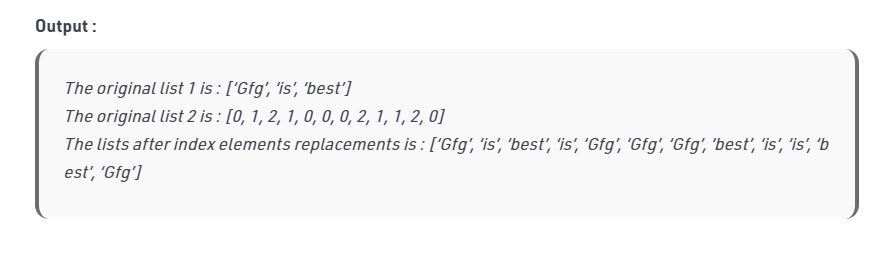 Output :
The original list 1 is : [‘Gfg’, ‘is’, ‘best’]
The original list 2 is : [0, 1, 2, 1, 0, 0, 0, 2, 1, 1, 2, 0]
The lists after index elements replacements is : [‘Gfg’, ‘is’, ‘best’, ‘is’, ‘Gfg’, ‘Gfg’, ‘Gfg’, ‘best’, ‘is’, ‘is’, ‘b
est’, ‘Gfg’]